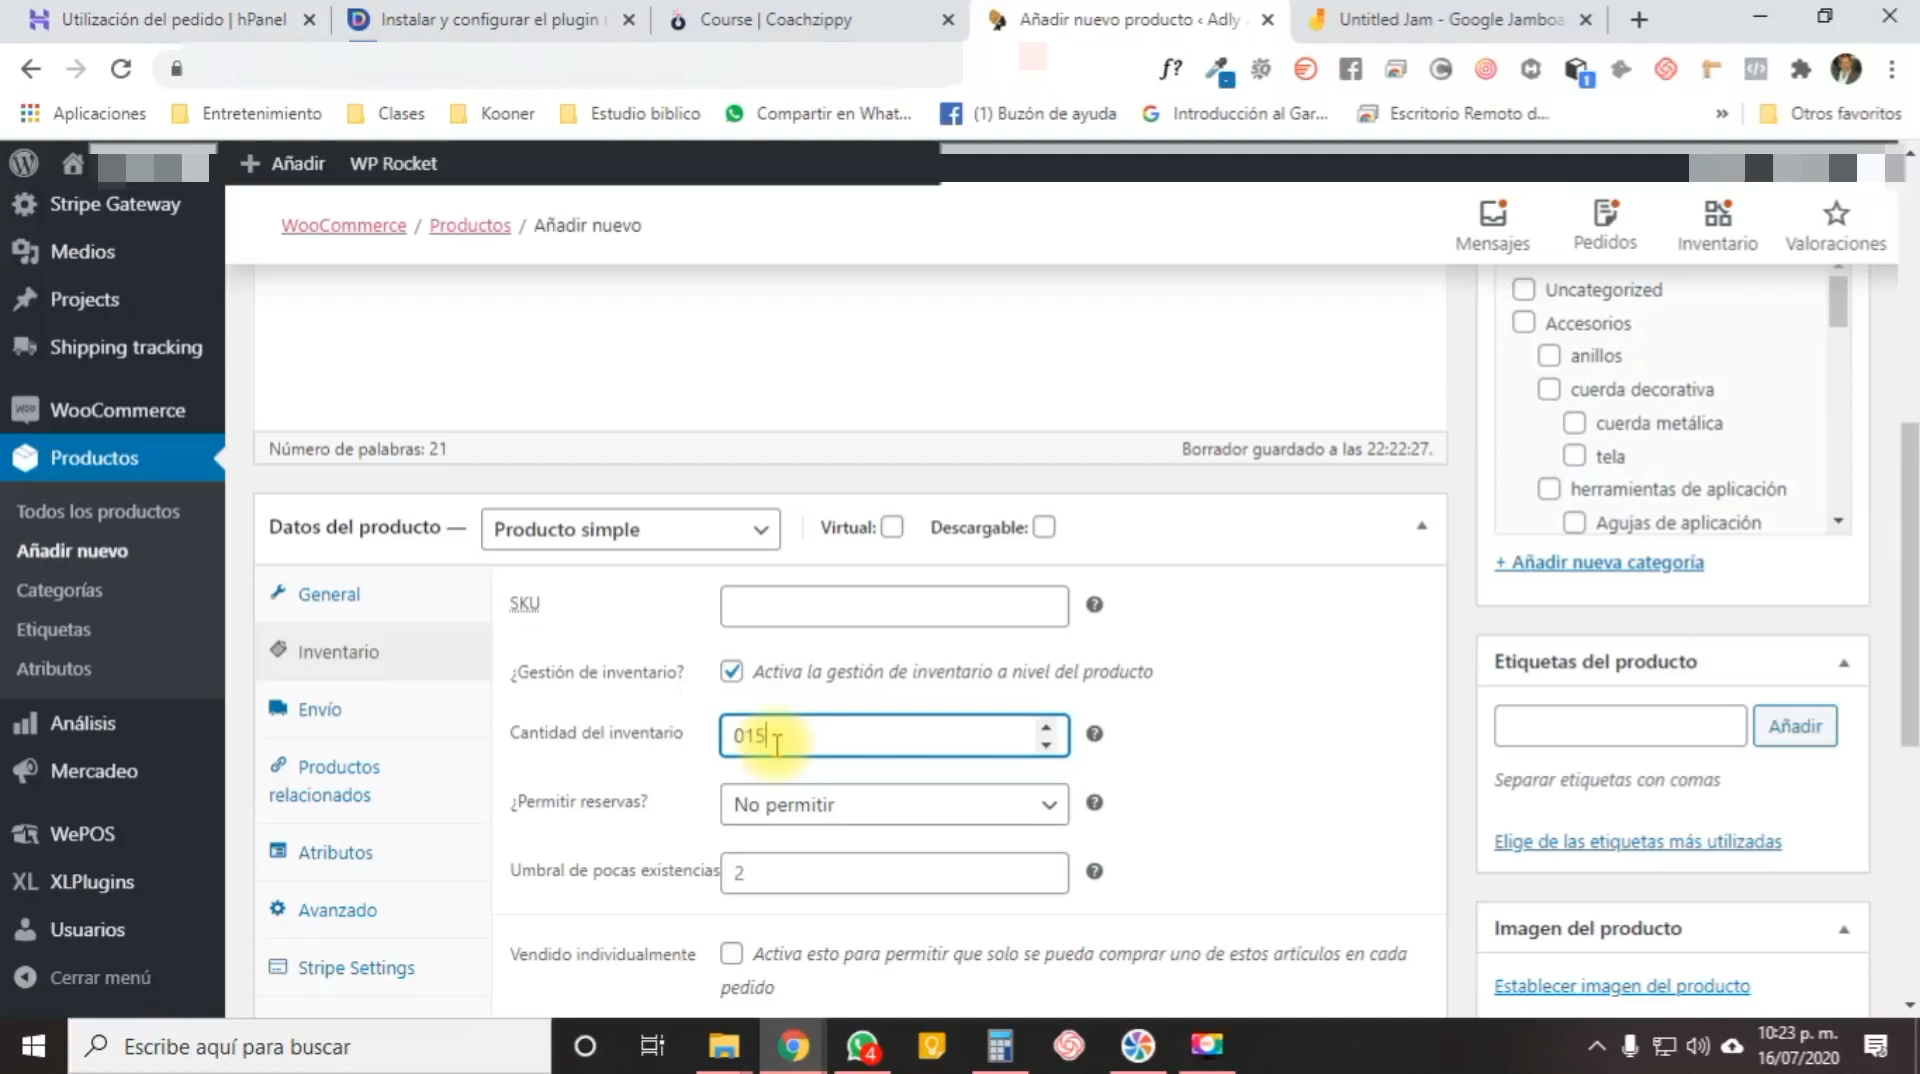 Utilización del pedido | hPanel
Instalar y configurar el plugin
Course | Coachzippy
Añadir nuevo producto ‹ Adly
Untitled Jam - Google Jamboa
f?
1
Aplicaciones
Entretenimiento
Clases
Kooner
Estudio biblico
Compartir en What...
(1) Buzón de ayuda
Introducción al Gar...
Escritorio Remoto d...
»
Otros favoritos
+ Añadir
WP Rocket
Stripe Gateway
Medios
Projects
Shipping tracking
WooCommerce
Productos
Todos los productos
Añadir nuevo
Categorías
Etiquetas
Atributos
Análisis
Mercadeo
WePOS
XL XLPlugins
Usuarios
Cerrar menú
WooCommerce / Productos / Añadir nuevo
Mensajes
Pedidos
Inventario
Valoraciones
Número de palabras: 21
Borrador guardado a las 22:22:27.
Datos del producto —
Producto simple
Virtual:
Descargable:
General
Inventario
Envío
Productos
relacionados
Atributos
Avanzado
Stripe Settings
SKU
¿Gestión de inventario?
Activa la gestión de inventario a nivel del producto
Cantidad del inventario
015
¿Permitir reservas?
No permitir
Umbral de pocas existencias
2
Vendido individualmente
Activa esto para permitir que solo se pueda comprar uno de estos artículos en cada
pedido
Uncategorized
Accesorios
anillos
cuerda decorativa
cuerda metálica
tela
herramientas de aplicación
Agujas de aplicación
+ Añadir nueva categoría
Etiquetas del producto
Añadir
Separar etiquetas con comas
Elige de las etiquetas más utilizadas
Imagen del producto
Establecer imagen del producto
Escribe aquí para buscar
4
10:23 p. m.
16/07/2020